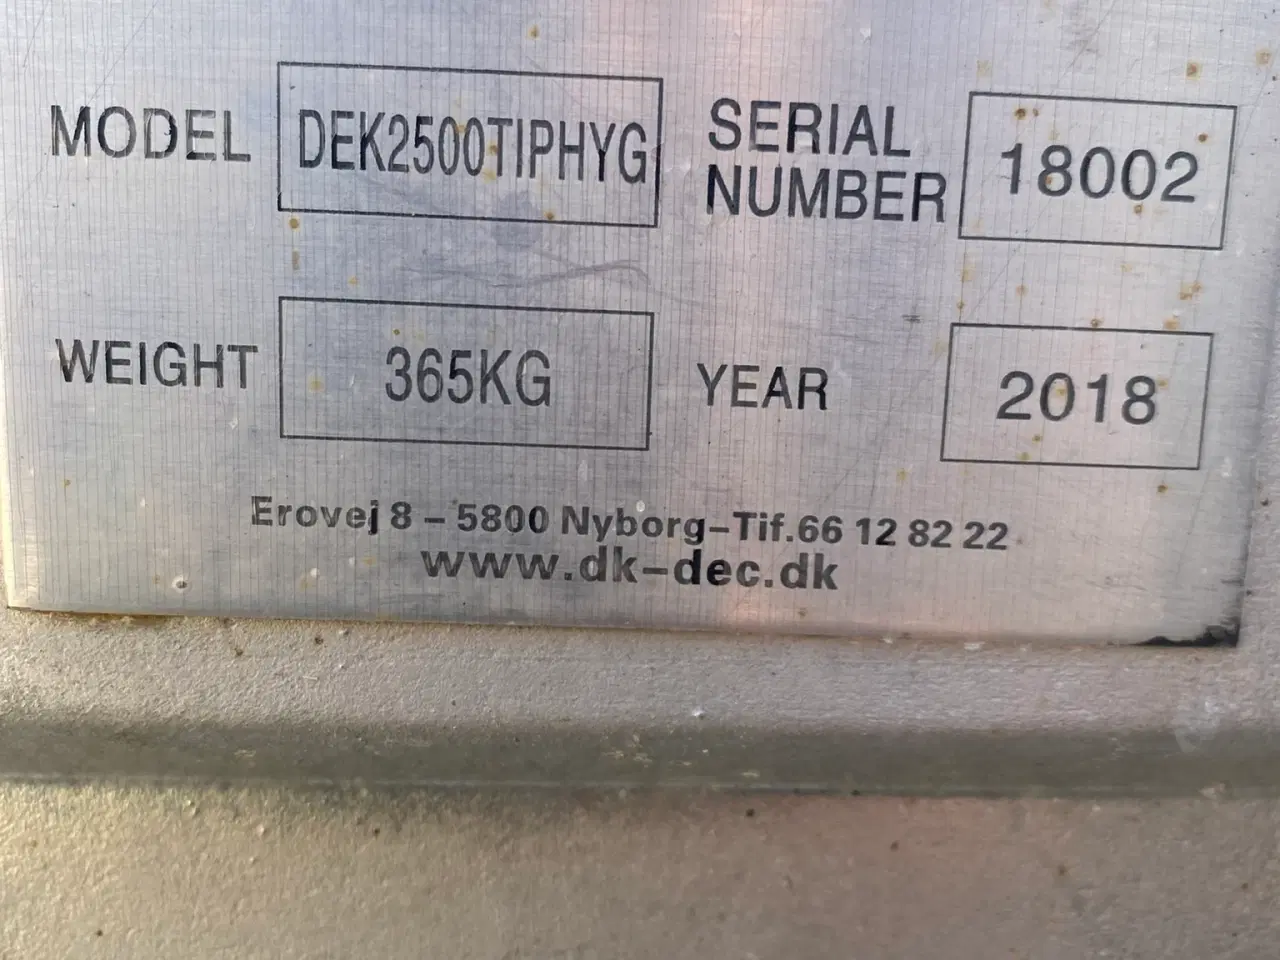 MODEL DEK2500TIPHYG
SERIAL
NUMBER 18002
WEIGHT 365KG
YEAR 2018
Erovej 8 – 5800 Nyborg–Tif.66 12 82 22
www.dk-dec.dk